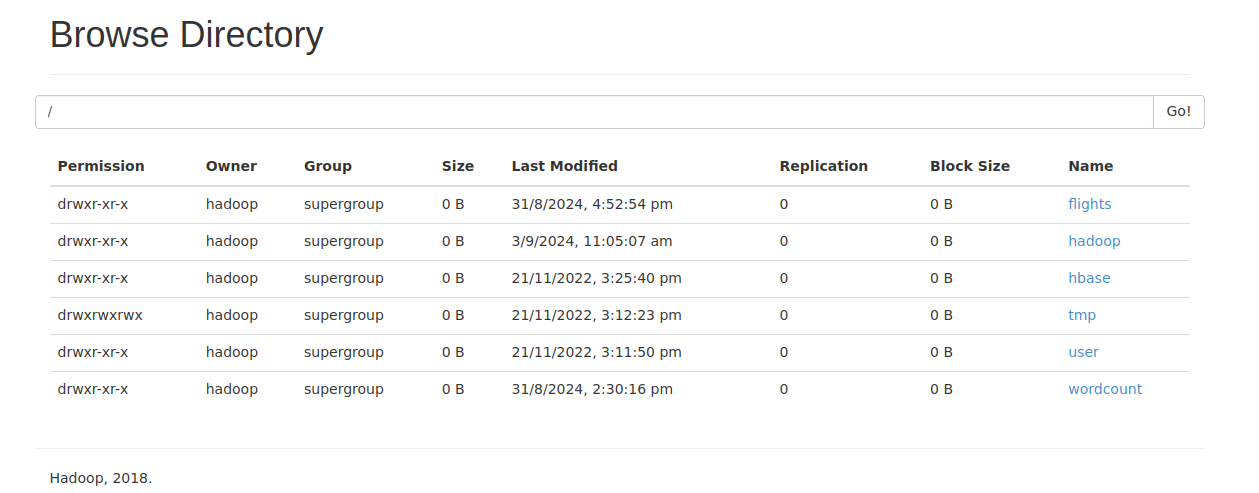 Browse Directory
/ Go!
Permission Owner Group Size Last Modified Replication Block Size Name
drwxr-xr-x hadoop supergroup 0 B 31/8/2024, 4:52:54 pm 0 0 B flights
drwxr-xr-x hadoop supergroup 0 B 3/9/2024, 11:05:07 am 0 0 B hadoop
drwxr-xr-x hadoop supergroup 0 B 21/11/2022, 3:25:40 pm 0 0 B hbase
drwxrwxrwx hadoop supergroup 0 B 21/11/2022, 3:12:23 pm 0 0 B tmp
drwxr-xr-x hadoop supergroup 0 B 21/11/2022, 3:11:50 pm 0 0 B user
drwxr-xr-x hadoop supergroup 0 B 31/8/2024, 2:30:16 pm 0 0 B wordcount
Hadoop, 2018.